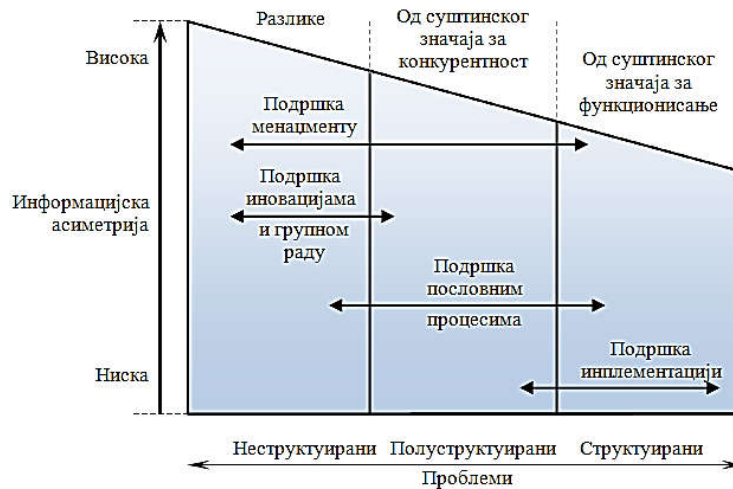 Разлике
Од суштинског
значаја за
конкурентност
Од суштинског
значаја за
функционисање
Висока
Подршка
менаџменту
Информацијска
асиметрија
Подршка
иновацијама
и групном
раду
Подршка
пословним
процесима
Ниска
Подршка
инплементацији
Неструктуирани
Полуструктуирани
Структуирани
Проблеми